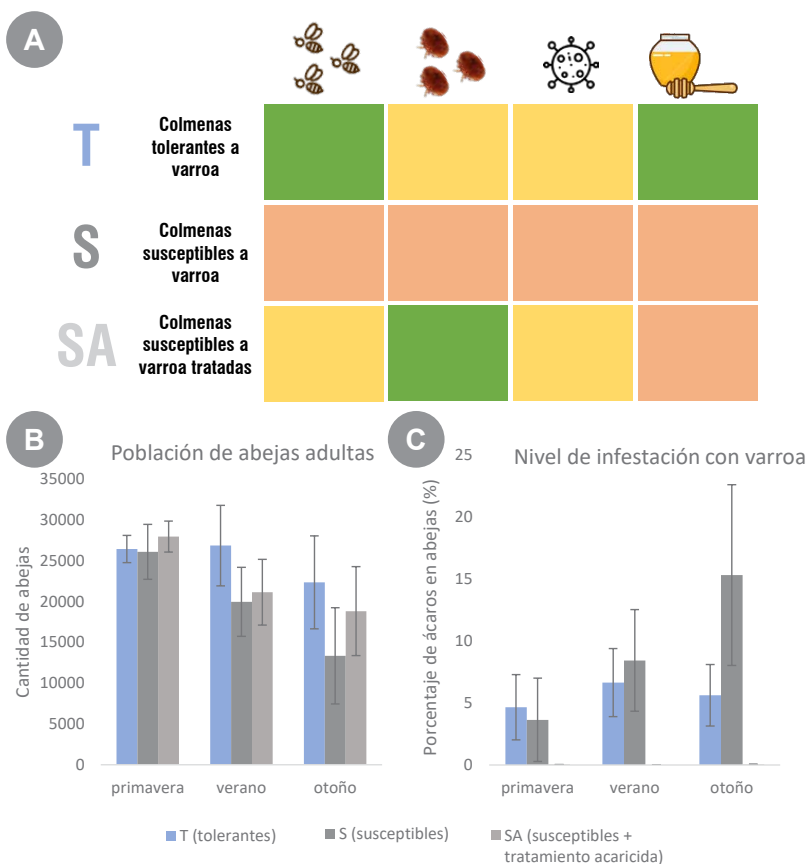 A
T
Colmenas
tolerantes a
varroa
S
Colmenas
susceptibles a
varroa
SA
Colmenas
susceptibles a
varroa tratadas
B
Población de abejas adultas
Cantidad de abejas
35000
30000
25000
20000
15000
10000
5000
0
primavera
verano
otoño
C
Nivel de infestación con varroa
Porcentaje de ácaros en abejas (%)
25
20
15
10
5
0
primavera
verano
otoño
T (tolerantes)
S (susceptibles)
SA (susceptibles +
tratamiento acaricida)